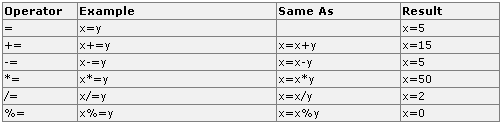 Operator Example Same As Result
= x=y x=5
+= x+=y x=x+y x=15
-= x-=y x=x-y x=5
*= x*=y x=x*y x=50
/= x/=y x=x/y x=2
%= x%=y x=x%y x=0